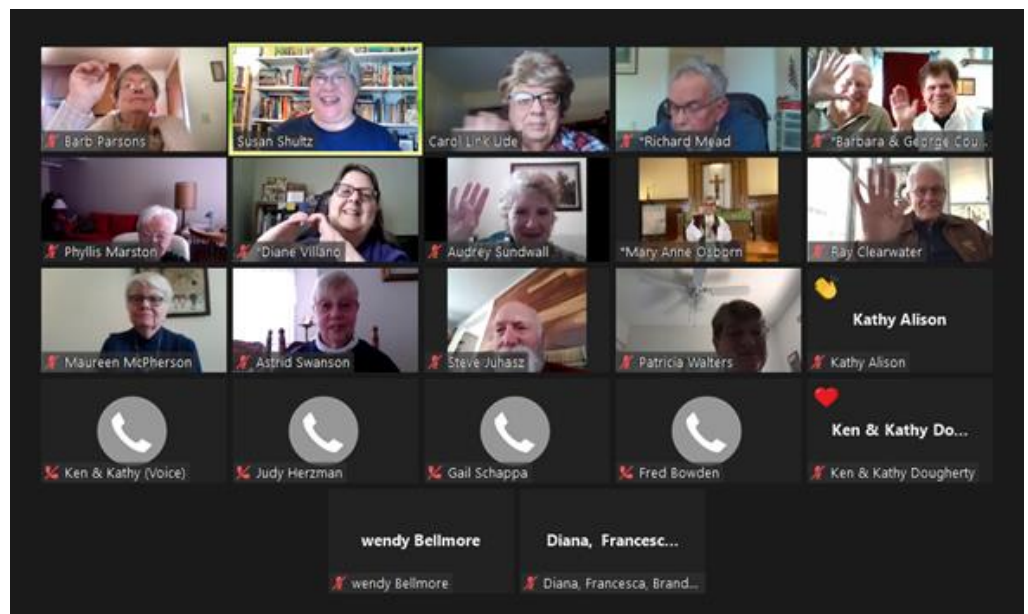 Barb Parsons
Susan Shultz
Carol Link Ude
*Richard Mead
*Barbara & George Cou...
Phyllis Marston
*Diane Villano
Audrey Sundwall
*Mary Anne Osborn
Ray Clearwater
Maureen McPherson
Astrid Swanson
Steve Juhasz
Patricia Walters
Kathy Alison
Kathy Alison
Ken & Kathy (Voice)
Judy Herzman
Gail Schappa
Fred Bowden
Ken & Kathy Do...
Ken & Kathy Dougherty
wendy Bellmore
wendy Bellmore
Diana, Francesc...
Diana, Francesca, Brand...